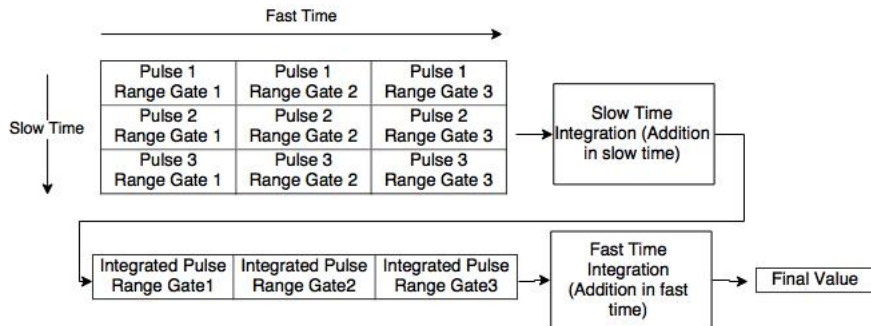 Fast Time
Slow Time
Pulse 1 Pulse 1 Pulse 1
Range Gate 1 Range Gate 2 Range Gate 3
Pulse 2 Pulse 2 Pulse 2
Range Gate 1 Range Gate 2 Range Gate 3
Pulse 3 Pulse 3 Pulse 3
Range Gate 1 Range Gate 2 Range Gate 3
Slow Time
Integration (Addition
in slow time)
Integrated Pulse Integrated Pulse Integrated Pulse
Range Gate1 Range Gate2 Range Gate3
Fast Time
Integration
(Addition in fast
time)
Final Value